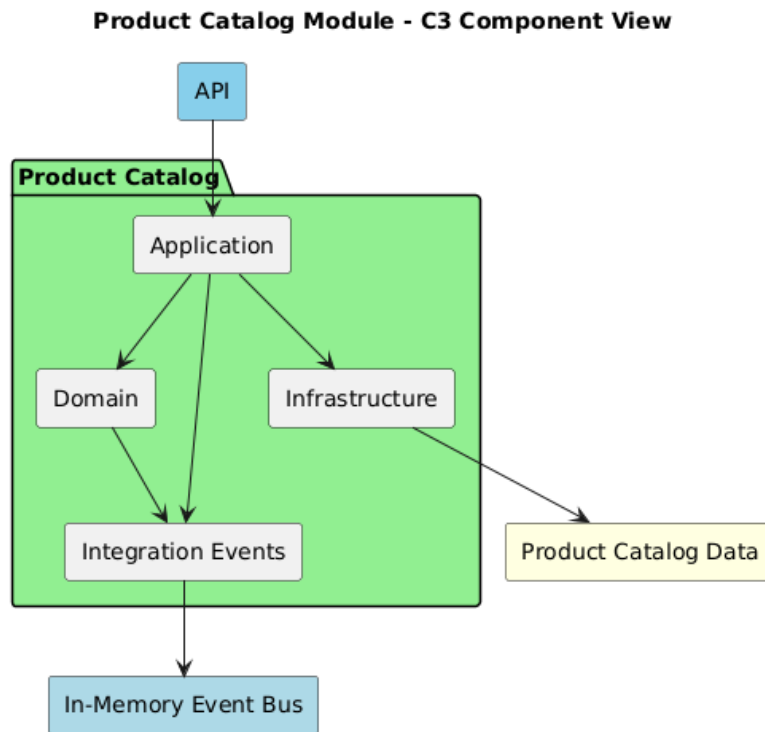 Product Catalog Module - C3 Component View
API
Product Catalog
Application
Domain
Infrastructure
Integration Events
Product Catalog Data
In-Memory Event Bus